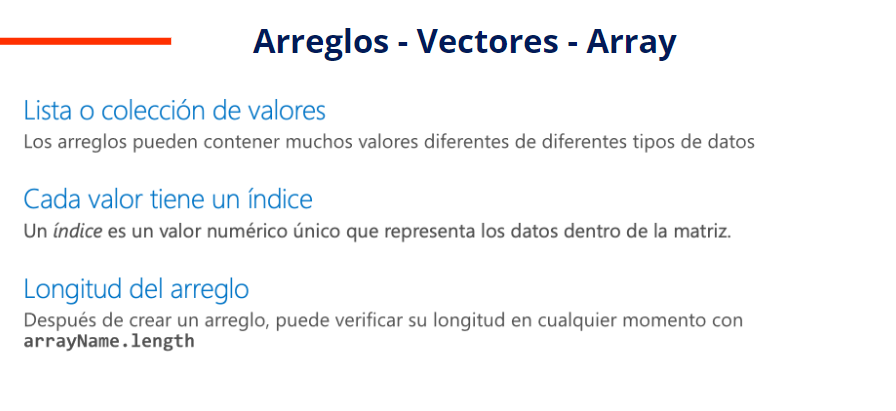 Arreglos - Vectores - Array
Lista o colección de valores
Los arreglos pueden contener muchos valores diferentes de diferentes tipos de datos
Cada valor tiene un índice
Un índice es un valor numérico único que representa los datos dentro de la matriz.
Longitud del arreglo
Después de crear un arreglo, puede verificar su longitud en cualquier momento con
arrayName.length